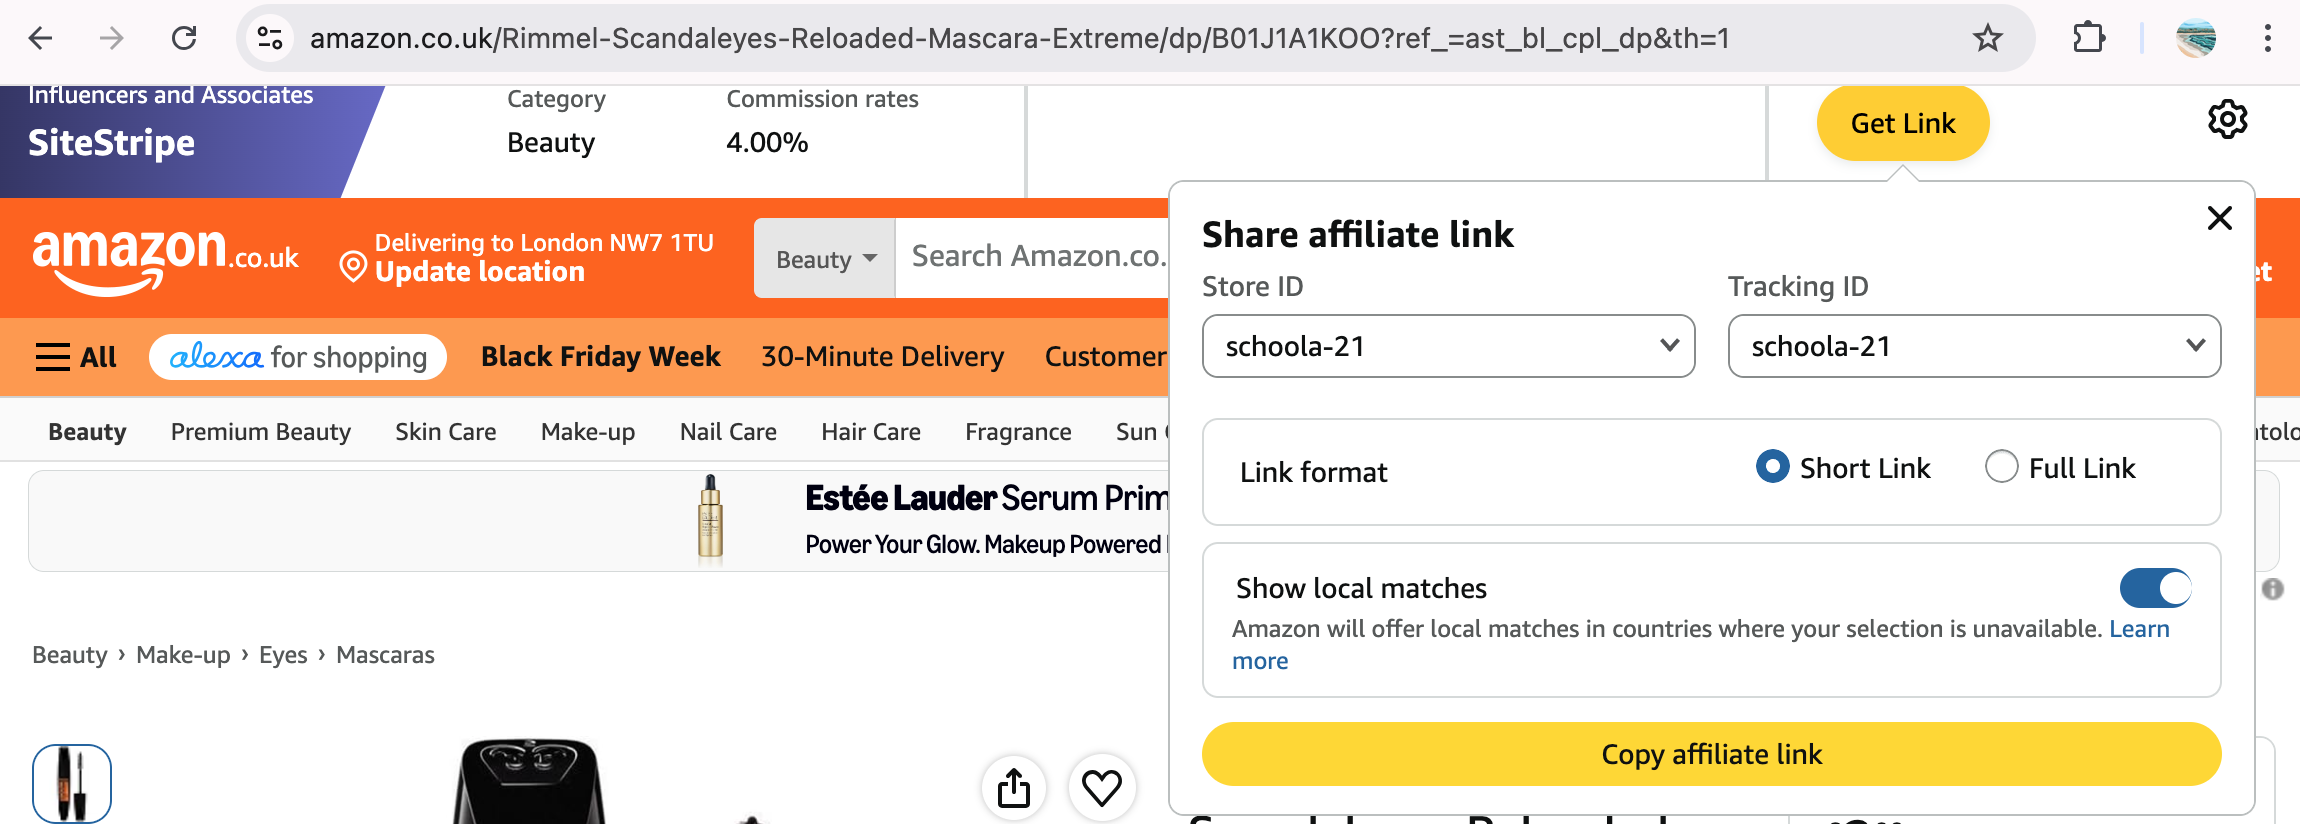 amazon.co.uk/Rimmel-Scandaleyes-Reloaded-Mascara-Extreme/dp/B01J1A1KOO?ref_=ast_bl_cpl_dp&th=1
Influencers and Associates
SiteStripe
Category
Beauty
Commission rates
4.00%
Get Link
amazon.co.uk
Delivering to London NW7 1TU
Update location
Beauty
Search Amazon.co.
All
alexa for shopping
Black Friday Week
30-Minute Delivery
Customer
Beauty
Premium Beauty
Skin Care
Make-up
Nail Care
Hair Care
Fragrance
Sun
Estée Lauder Serum Prim
Power Your Glow. Makeup Powered
Beauty › Make-up › Eyes › Mascaras
Share affiliate link
Store ID
schoola-21
Tracking ID
schoola-21
Link format
Short Link
Full Link
Show local matches
Amazon will offer local matches in countries where your selection is unavailable. Learn
more
Copy affiliate link